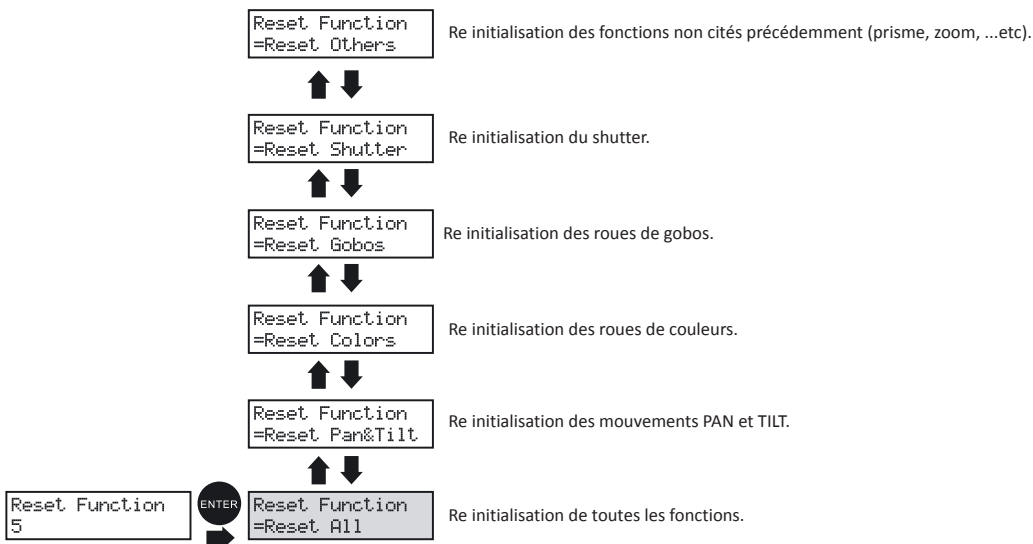 Reset Function
=Reset Others
Re initialisation des fonctions non cités précédemment (prisme, zoom, ...etc).
Reset Function
=Reset Shutter
Re initialisation du shutter.
Reset Function
=Reset Gobos
Re initialisation des roues de gobos.
Reset Function
=Reset Colors
Re initialisation des roues de couleurs.
Reset Function
=Reset Pan&Tilt
Re initialisation des mouvements PAN et TILT.
Reset Function
5
ENTER
Reset Function
=Reset All
Re initialisation de toutes les fonctions.